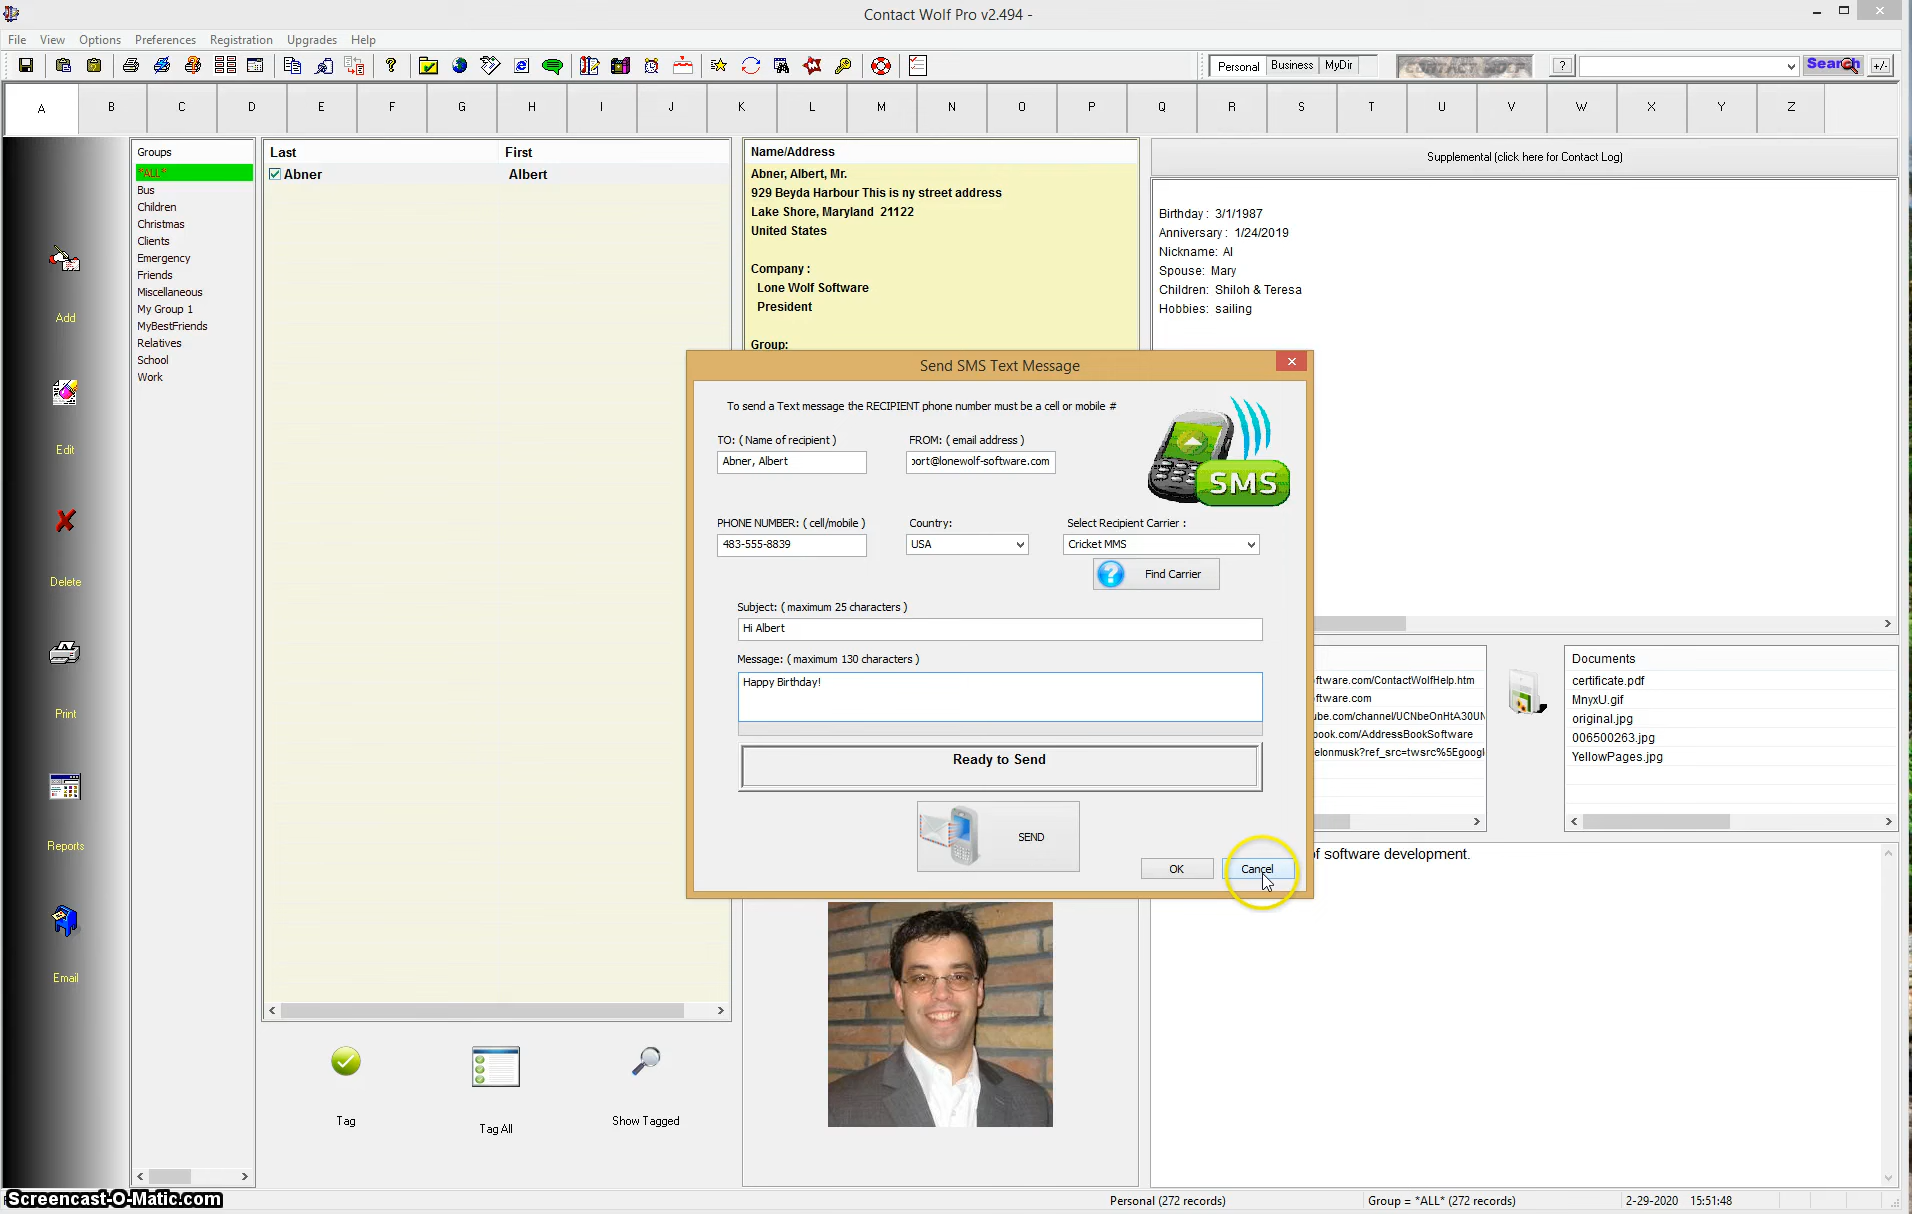 Contact Wolf Pro v2.494 -
File View Options Preferences Registration Upgrades Help
Personal Business MyDir
CONTACT WOLF
?
Search
+/-
A B C D E F G H I J K L M N O P Q R S T U V W X Y Z
Add
Edit
Delete
Print
Reports
Email
Groups
*ALL*
Bus
Children
Christmas
Clients
Emergency
Friends
Miscellaneous
My Group 1
MyBestFriends
Relatives
School
Work
Last First
Abner Albert
Tag
Tag All
Show Tagged
Name/Address
Abner, Albert, Mr.
929 Beyda Harbour This is ny street address
Lake Shore, Maryland 21122
United States
Company :
Lone Wolf Software
President
Group:
Supplemental (click here for Contact Log)
Birthday : 3/1/1987
Anniversary : 1/24/2019
Nickname: Al
Spouse: Mary
Children: Shiloh & Teresa
Hobbies: sailing
Send SMS Text Message
To send a Text message the RECIPIENT phone number must be a cell or mobile #
TO: ( Name of recipient )
Abner, Albert
FROM: ( email address )
port@lonewolf-software.com
SMS
PHONE NUMBER: ( cell/mobile )
483-555-8839
Country:
USA
Select Recipient Carrier :
Cricket MMS
? Find Carrier
Subject: ( maximum 25 characters )
Hi Albert
Message: ( maximum 130 characters )
Happy Birthday!
Ready to Send
SEND
OK
Cancel
ftware.com/ContactWolfHelp.htm
ftware.com
ube.com/channel/UCNbeOnHtA30UN
book.com/AddressBookSoftware
elonmusk?ref_src=twsrc%5Egoogl
Documents
certificate.pdf
MnyxU.gif
original.jpg
006500263.jpg
YellowPages.jpg
of software development.
Screencast-O-Matic.com
Personal (272 records)
Group = *ALL* (272 records)
2-29-2020 15:51:48